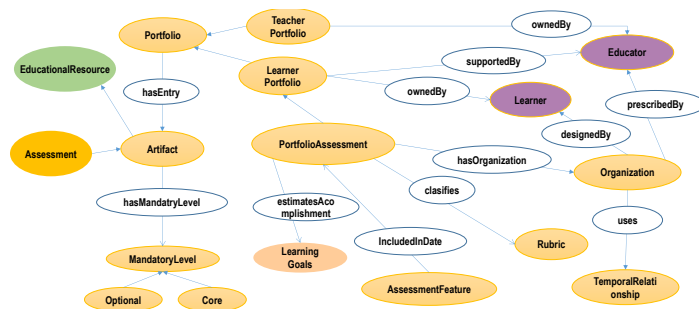 Teacher
Portfolio
ownedBy
Portfolio
Educator
EducationalResource
supportedBy
Learner
Portfolio
hasEntry
ownedBy
Learner
prescribedBy
designedBy
Assessment
Artifact
PortfolioAssessment
hasOrganization
Organization
clasifies
hasMandatryLevel
estimatesAco
mplishment
uses
IncludedInDate
Rubric
Learning
Goals
MandatoryLevel
TemporalRelati
onship
AssessmentFeature
Optional
Core